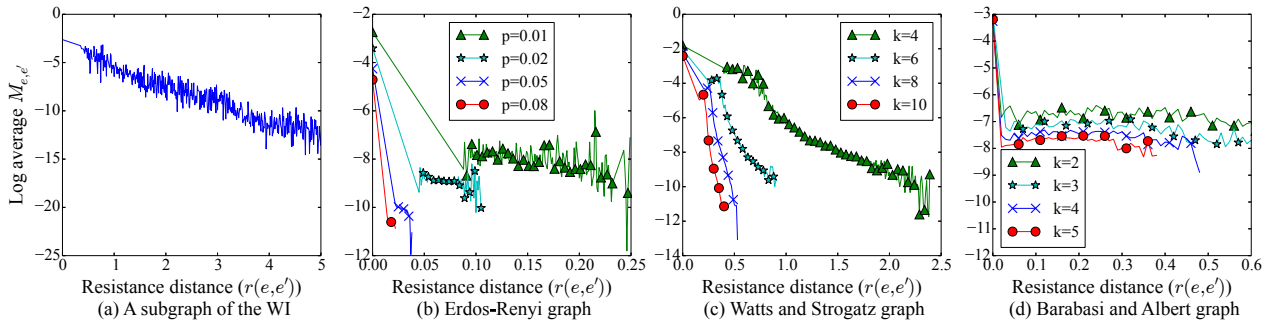 Log average M_{e,e'}
0
−5
−10
−15
−20
−25
0 1 2 3 4 5
Resistance distance (r(e,e′))
(a) A subgraph of the WI
−2
−4
−6
−8
−10
−12
0.00 0.05 0.10 0.15 0.20 0.25
p=0.01
p=0.02
p=0.05
p=0.08
Resistance distance (r(e,e′))
(b) Erdos-Renyi graph
0
−2
−4
−6
−8
−10
−12
−14
0.0 0.5 1.0 1.5 2.0 2.5
k=4
k=6
k=8
k=10
Resistance distance (r(e,e′))
(c) Watts and Strogatz graph
−3
−4
−5
−6
−7
−8
−9
−10
−11
−12
0.0 0.1 0.2 0.3 0.4 0.5 0.6
k=2
k=3
k=4
k=5
Resistance distance (r(e,e′))
(d) Barabasi and Albert graph